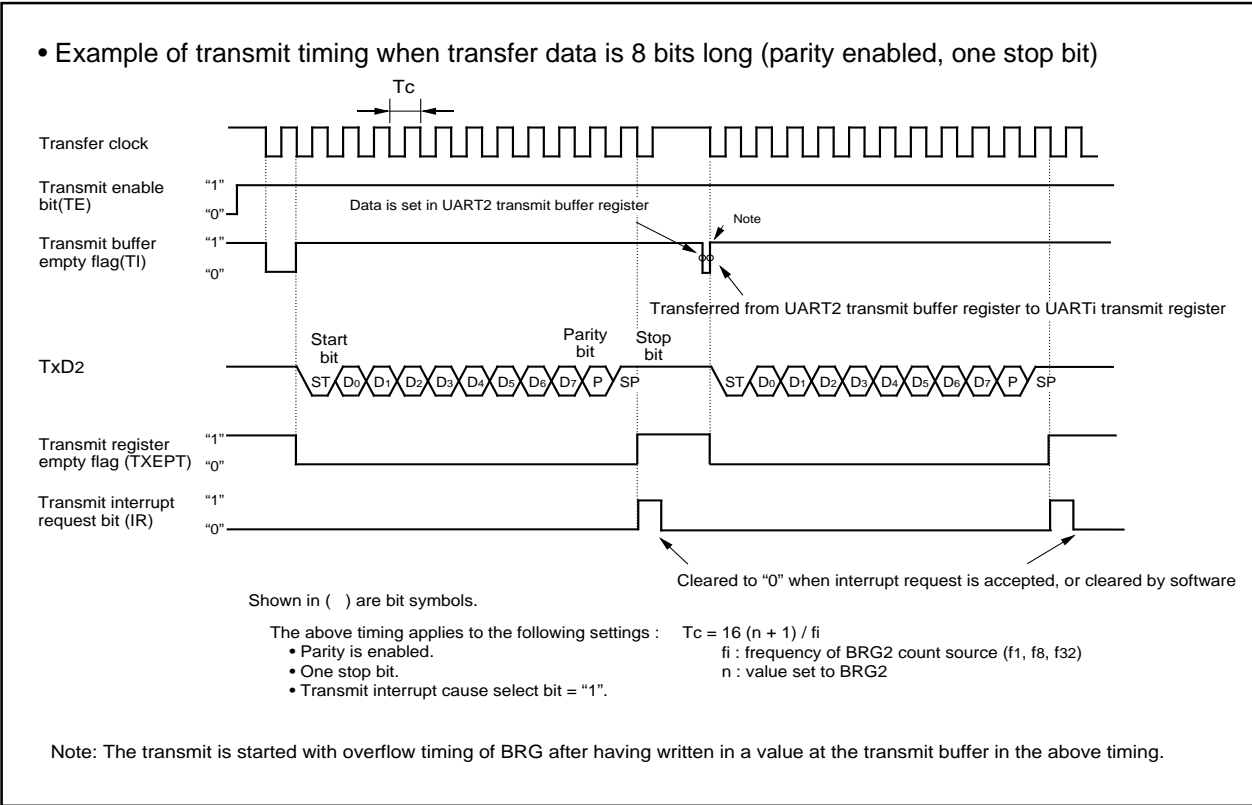 • Example of transmit timing when transfer data is 8 bits long (parity enabled, one stop bit)
Tc
Transfer clock
Transmit enable
bit(TE)
“1”
“0”
Data is set in UART2 transmit buffer register
Note
Transmit buffer
empty flag(TI)
“1”
“0”
Transferred from UART2 transmit buffer register to UARTi transmit register
Start
bit
Parity
bit
Stop
bit
TxD2
ST D0 D1 D2 D3 D4 D5 D6 D7 P SP ST D0 D1 D2 D3 D4 D5 D6 D7 P SP
Transmit register
empty flag (TXEPT)
“1”
“0”
Transmit interrupt
request bit (IR)
“1”
“0”
Cleared to “0” when interrupt request is accepted, or cleared by software
Shown in ( ) are bit symbols.
The above timing applies to the following settings :
• Parity is enabled.
• One stop bit.
• Transmit interrupt cause select bit = “1”.
Tc = 16 (n + 1) / fi
fi : frequency of BRG2 count source (f1, f8, f32)
n : value set to BRG2
Note: The transmit is started with overflow timing of BRG after having written in a value at the transmit buffer in the above timing.